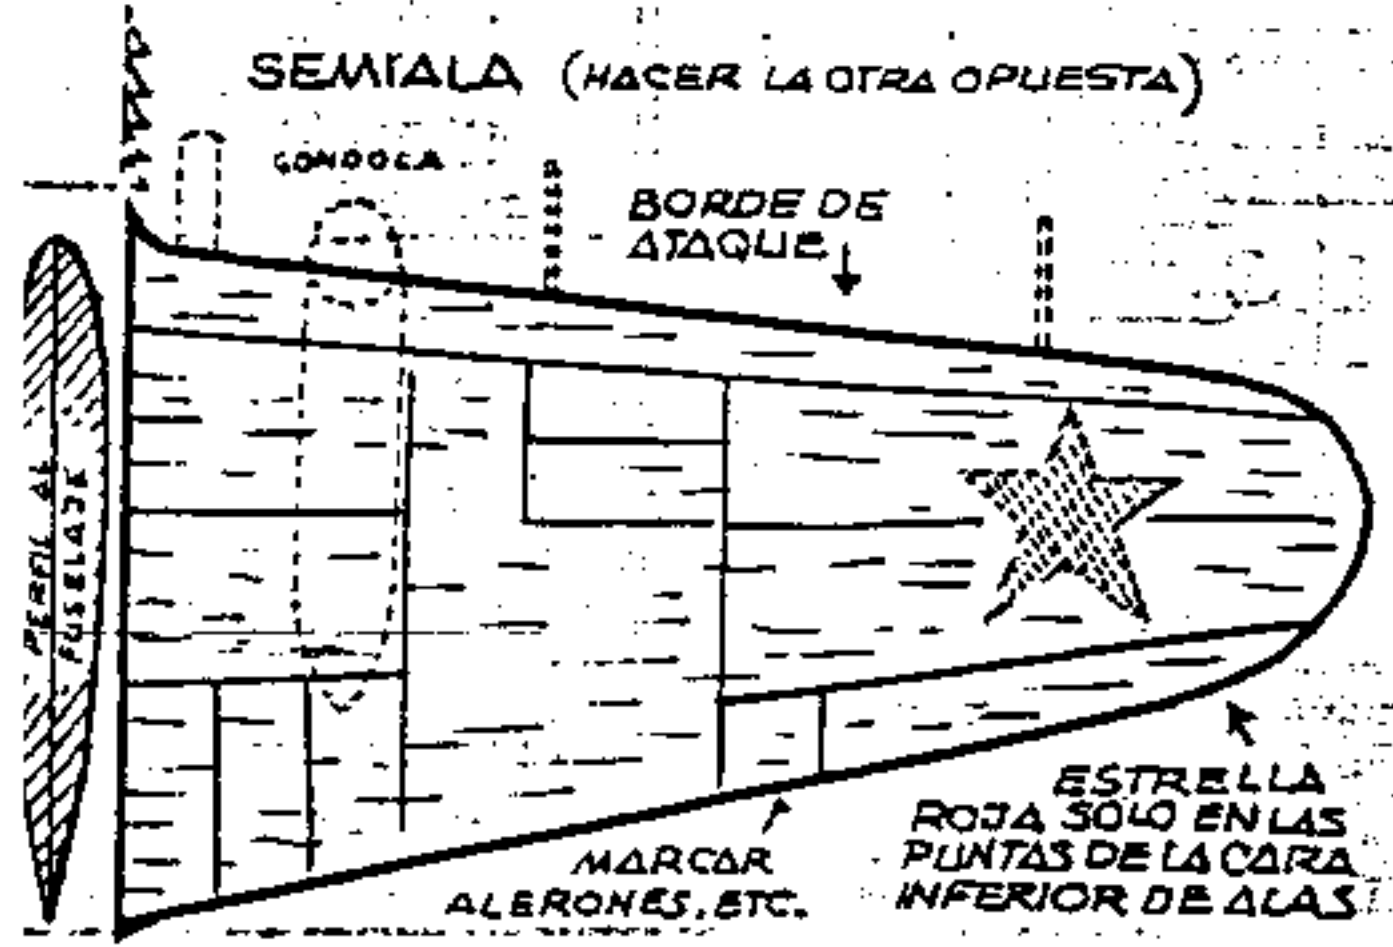 SEMIALA (HACER LA OTRA OPUESTA)
GONDOLA
BORDE DE
ATAQUE
PERFIL AL
FUSELAJE
MARCAR
ALERONES, ETC.
ESTRELLA
ROJA SOLO EN LAS
PUNTAS DE LA CARA
INFERIOR DE ALAS